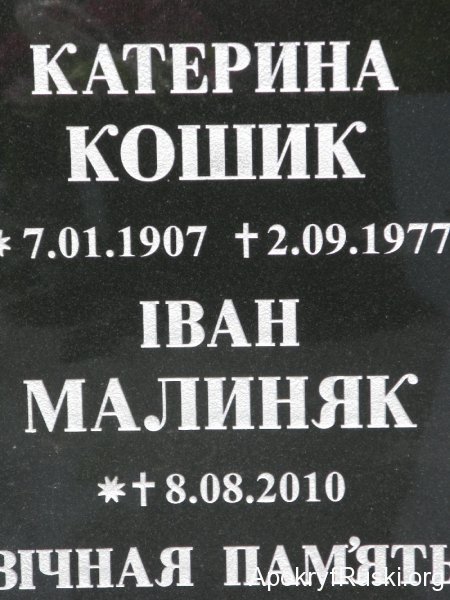 КАТЕРИНА
КОШИК
* 7.01.1907 † 2.09.1977
ІВАН
МАЛИНЯК
*† 8.08.2010
ВІЧНАЯ ПАМ'ЯТЬ
ApokryfRuski.org